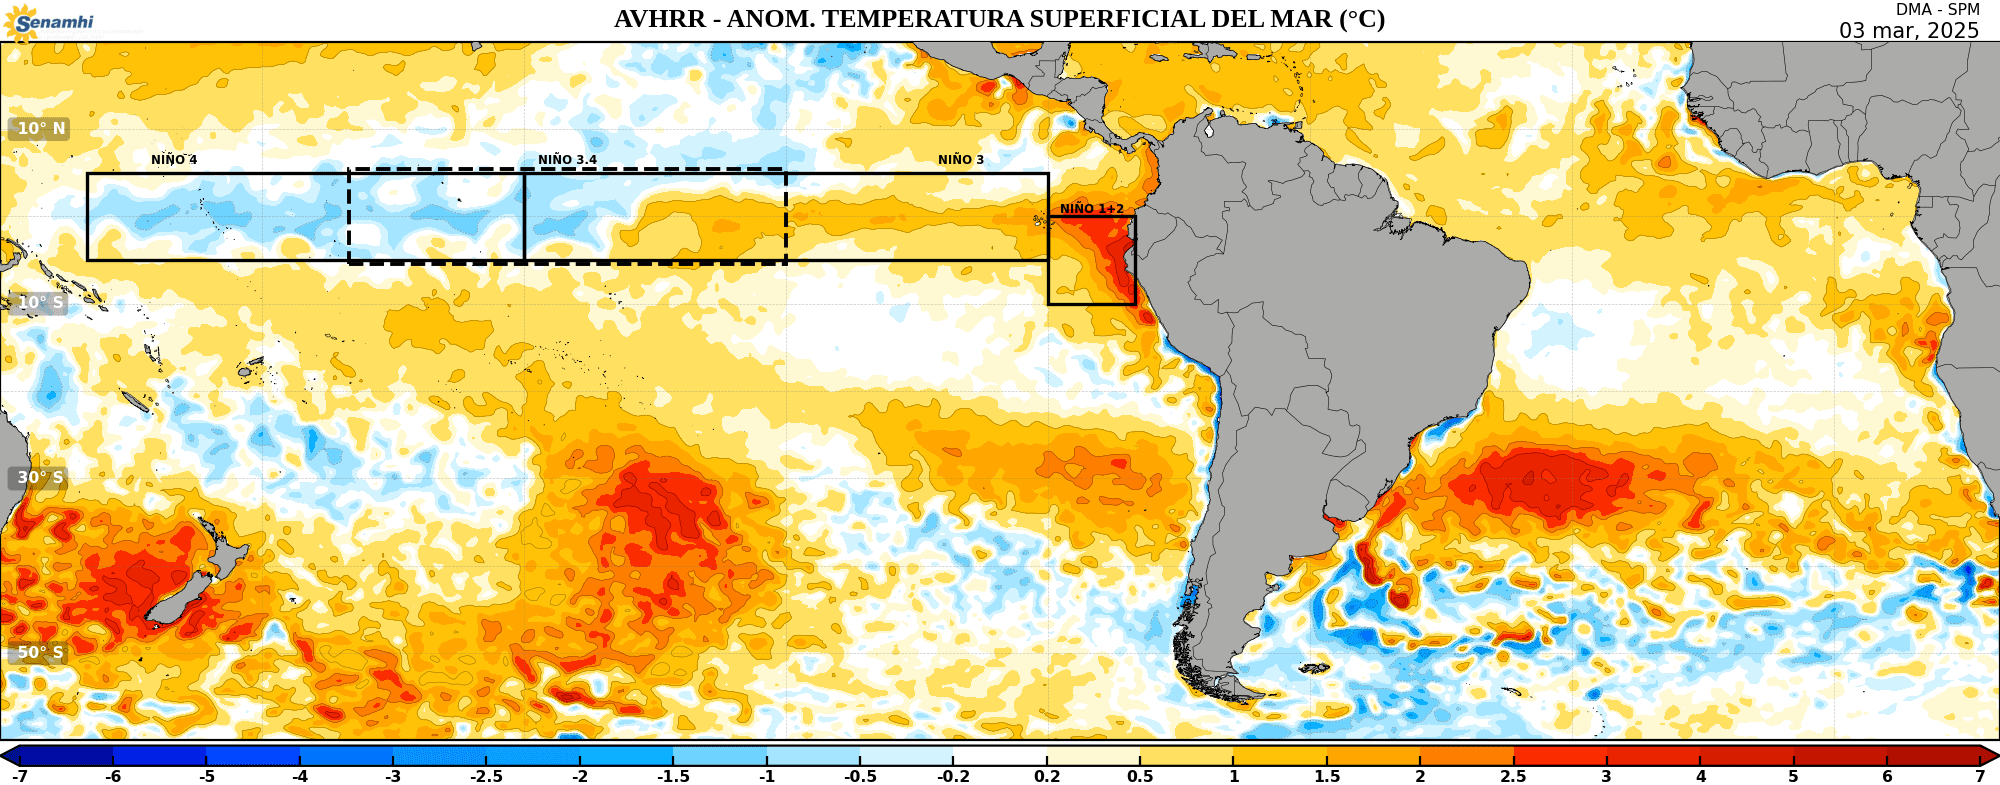 Senamhi
AVHRR - ANOM. TEMPERATURA SUPERFICIAL DEL MAR (°C)
DMA - SPM
03 mar, 2025
10° N
NIÑO 4
NIÑO 3.4
NIÑO 3
NIÑO 1+2
10° S
30° S
50° S
-7 -6 -5 -4 -3 -2.5 -2 -1.5 -1 -0.5 -0.2 0.2 0.5 1 1.5 2 2.5 3 4 5 6 7